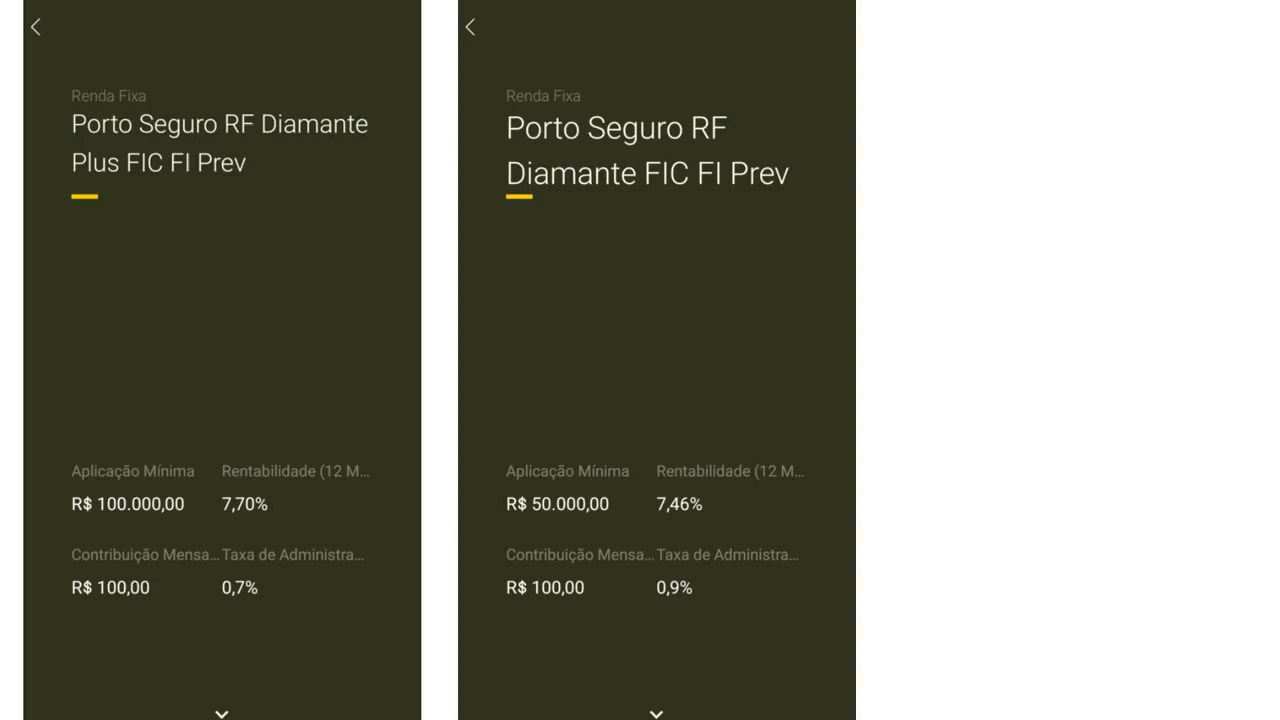 Renda Fixa
Porto Seguro RF Diamante
Plus FIC FI Prev
Aplicação Mínima Rentabilidade (12 M...
R$ 100.000,00 7,70%
Contribuição Mensa... Taxa de Administra...
R$ 100,00 0,7%
Renda Fixa
Porto Seguro RF
Diamante FIC FI Prev
Aplicação Mínima Rentabilidade (12 M...
R$ 50.000,00 7,46%
Contribuição Mensa... Taxa de Administra...
R$ 100,00 0,9%